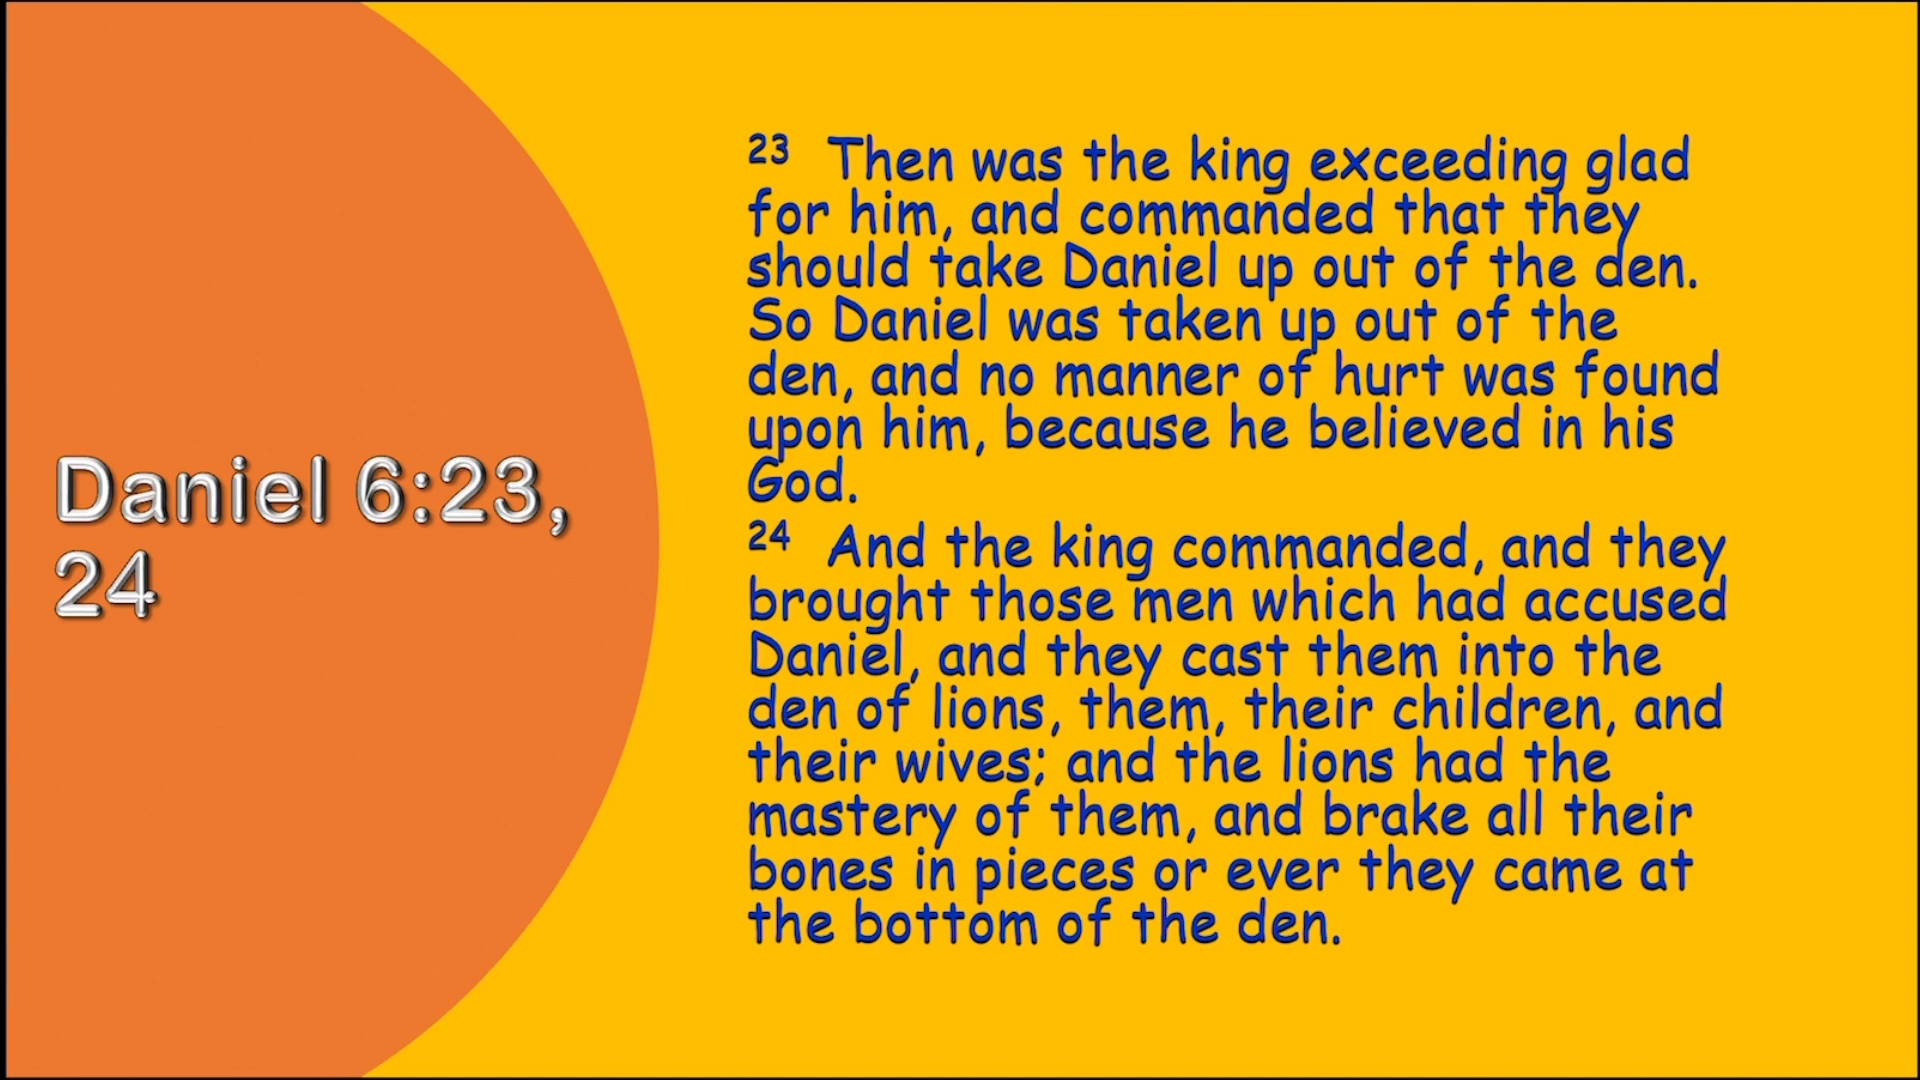 Daniel 6:23,
24
23 Then was the king exceeding glad
for him, and commanded that they
should take Daniel up out of the den.
So Daniel was taken up out of the
den, and no manner of hurt was found
upon him, because he believed in his
God.
24 And the king commanded, and they
brought those men which had accused
Daniel, and they cast them into the
den of lions, them, their children, and
their wives; and the lions had the
mastery of them, and brake all their
bones in pieces or ever they came at
the bottom of the den.